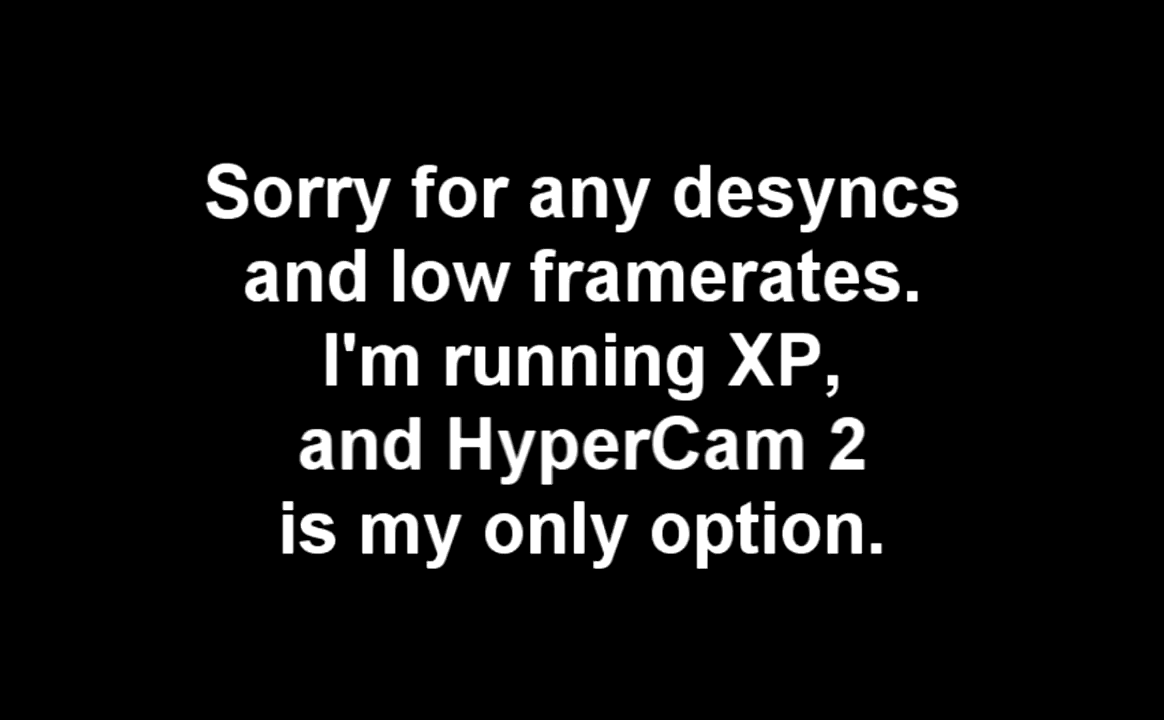 Sorry for any desyncs
and low framerates.
I'm running XP,
and HyperCam 2
is my only option.